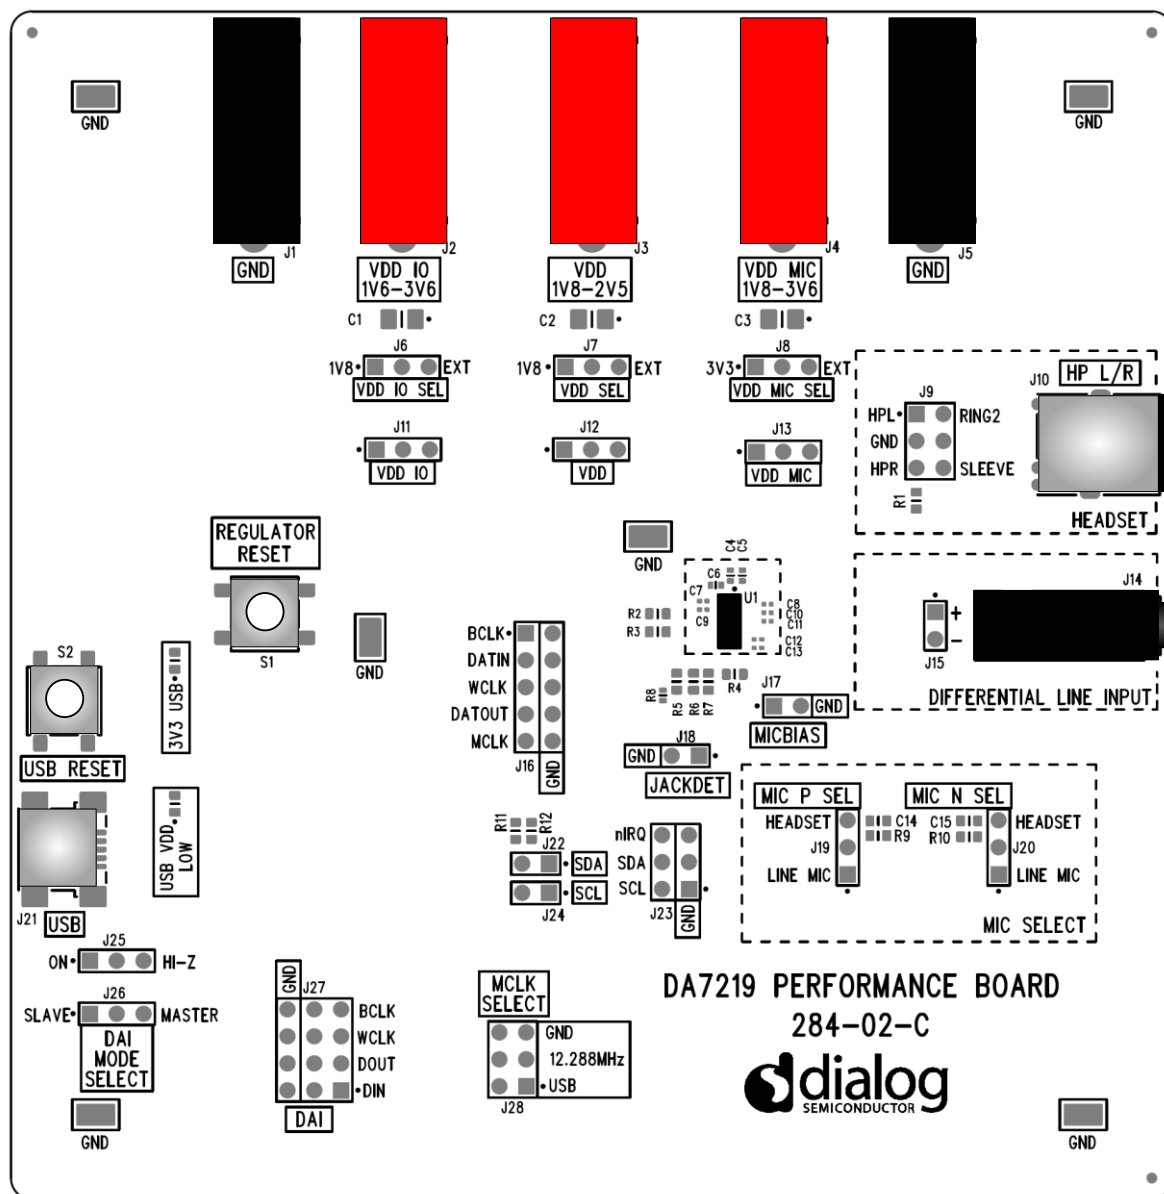 GND
GND
J1
J2
J3
J4
J5
GND
VDD IO
1V6-3V6
VDD
1V8-2V5
VDD MIC
1V8-3V6
GND
C1
C2
C3
J6
1V8
EXT
VDD IO SEL
J7
1V8
EXT
VDD SEL
J8
3V3
EXT
VDD MIC SEL
J11
VDD IO
J12
VDD
J13
VDD MIC
J10
HP L/R
J9
HPL
RING2
GND
HPR
SLEEVE
R1
HEADSET
REGULATOR
RESET
S1
GND
GND
C4
C5
C6
C7
C9
U1
C8
C10
C11
C12
C13
R2
R3
R8
R5
R6
R7
R4
J14
+
-
J15
DIFFERENTIAL LINE INPUT
S2
USB RESET
3V3 USB
BCLK
DATIN
WCLK
DATOUT
MCLK
J16
GND
J17
GND
MICBIAS
J18
GND
JACKDET
USB VDD
LOW
J21
USB
R11
R12
J22
SDA
SCL
J24
nIRQ
SDA
SCL
J23
GND
MIC P SEL
MIC N SEL
HEADSET
C14
R9
J19
LINE MIC
C15
R10
HEADSET
J20
LINE MIC
MIC SELECT
J25
ON
HI-Z
J26
SLAVE
MASTER
DAI
MODE
SELECT
GND
GND
J27
BCLK
WCLK
DOUT
DIN
DAI
MCLK
SELECT
GND
12.288MHz
USB
J28
DA7219 PERFORMANCE BOARD
284-02-C
dialog
SEMICONDUCTOR
GND